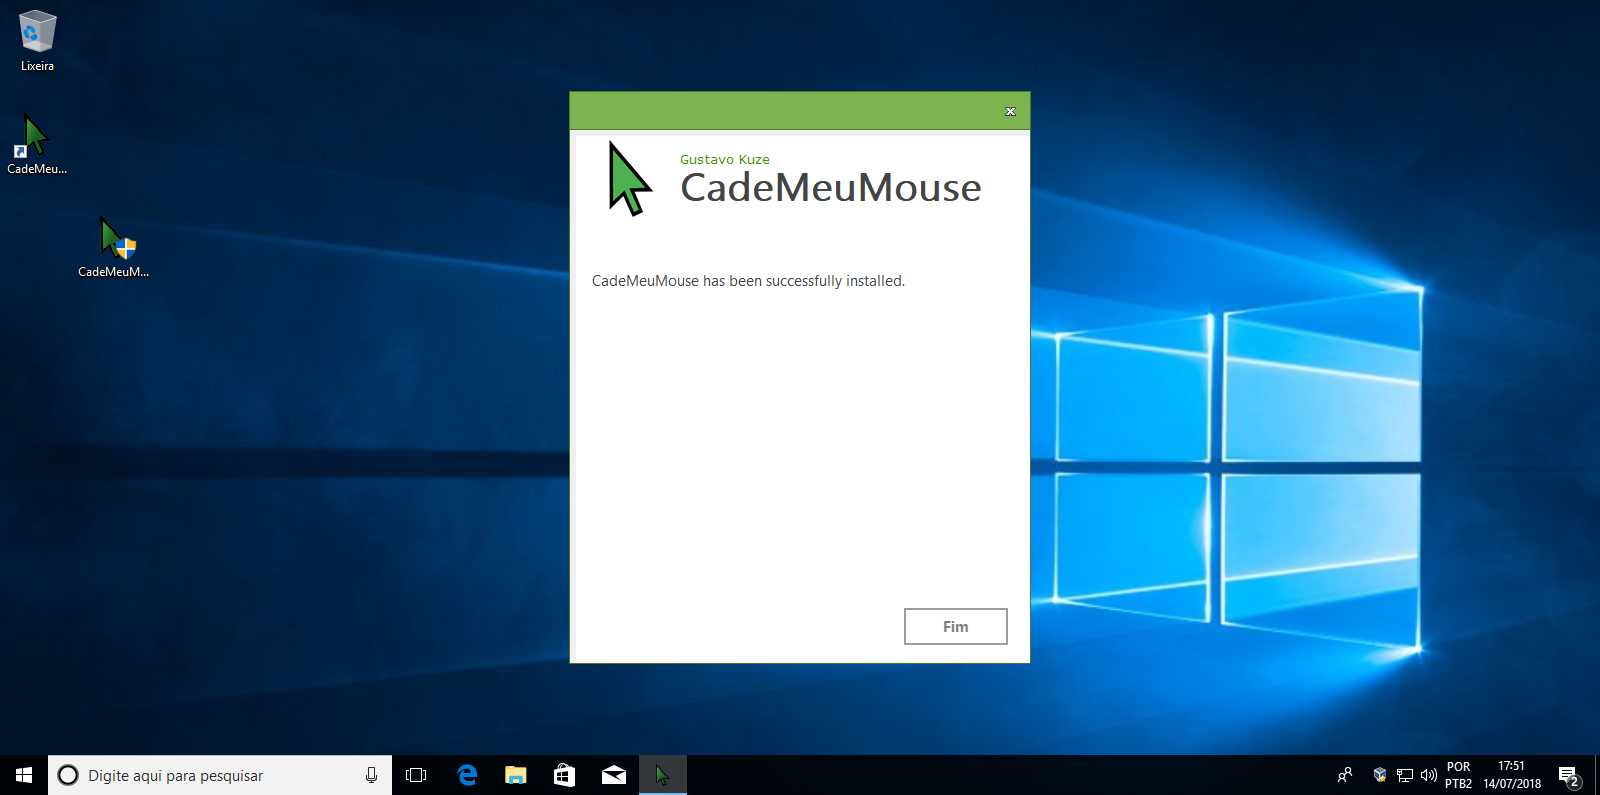 Lixeira
CadeMeu...
CadeMeuM...
Gustavo Kuze
CadeMeuMouse
CadeMeuMouse has been successfully installed.
Fim
Digite aqui para pesquisar
POR
PTB2
17:51
14/07/2018
2